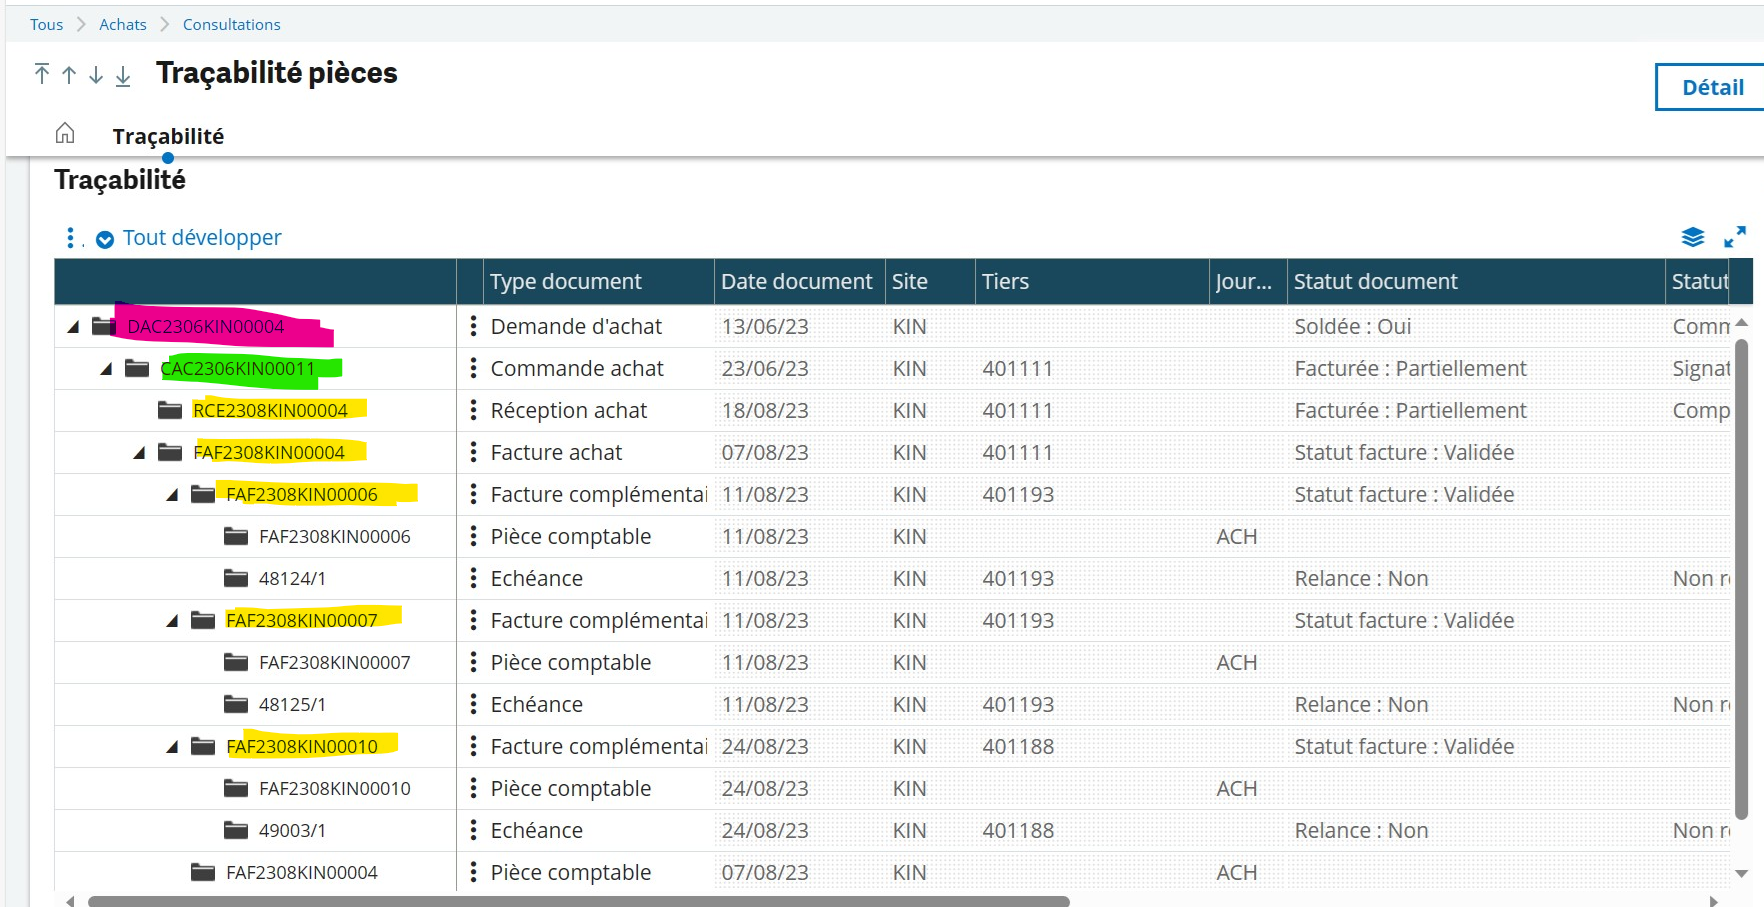 Tous Achats Consultations
Traçabilité pièces
Détail
Traçabilité
Traçabilité
Tout développer
Type document Date document Site Tiers Jour... Statut document Statut
DAC2306KIN00004 Demande d'achat 13/06/23 KIN Soldée : Oui Comm
CAC2306KIN00011 Commande achat 23/06/23 KIN 401111 Facturée : Partiellement Signat
RCE2308KIN00004 Réception achat 18/08/23 KIN 401111 Facturée : Partiellement Comp
FAF2308KIN00004 Facture achat 07/08/23 KIN 401111 Statut facture : Validée
FAF2308KIN00006 Facture complémentai 11/08/23 KIN 401193 Statut facture : Validée
FAF2308KIN00006 Pièce comptable 11/08/23 KIN ACH
48124/1 Echéance 11/08/23 KIN 401193 Relance : Non Non r
FAF2308KIN00007 Facture complémentai 11/08/23 KIN 401193 Statut facture : Validée
FAF2308KIN00007 Pièce comptable 11/08/23 KIN ACH
48125/1 Echéance 11/08/23 KIN 401193 Relance : Non Non r
FAF2308KIN00010 Facture complémentai 24/08/23 KIN 401188 Statut facture : Validée
FAF2308KIN00010 Pièce comptable 24/08/23 KIN ACH
49003/1 Echéance 24/08/23 KIN 401188 Relance : Non Non r
FAF2308KIN00004 Pièce comptable 07/08/23 KIN ACH